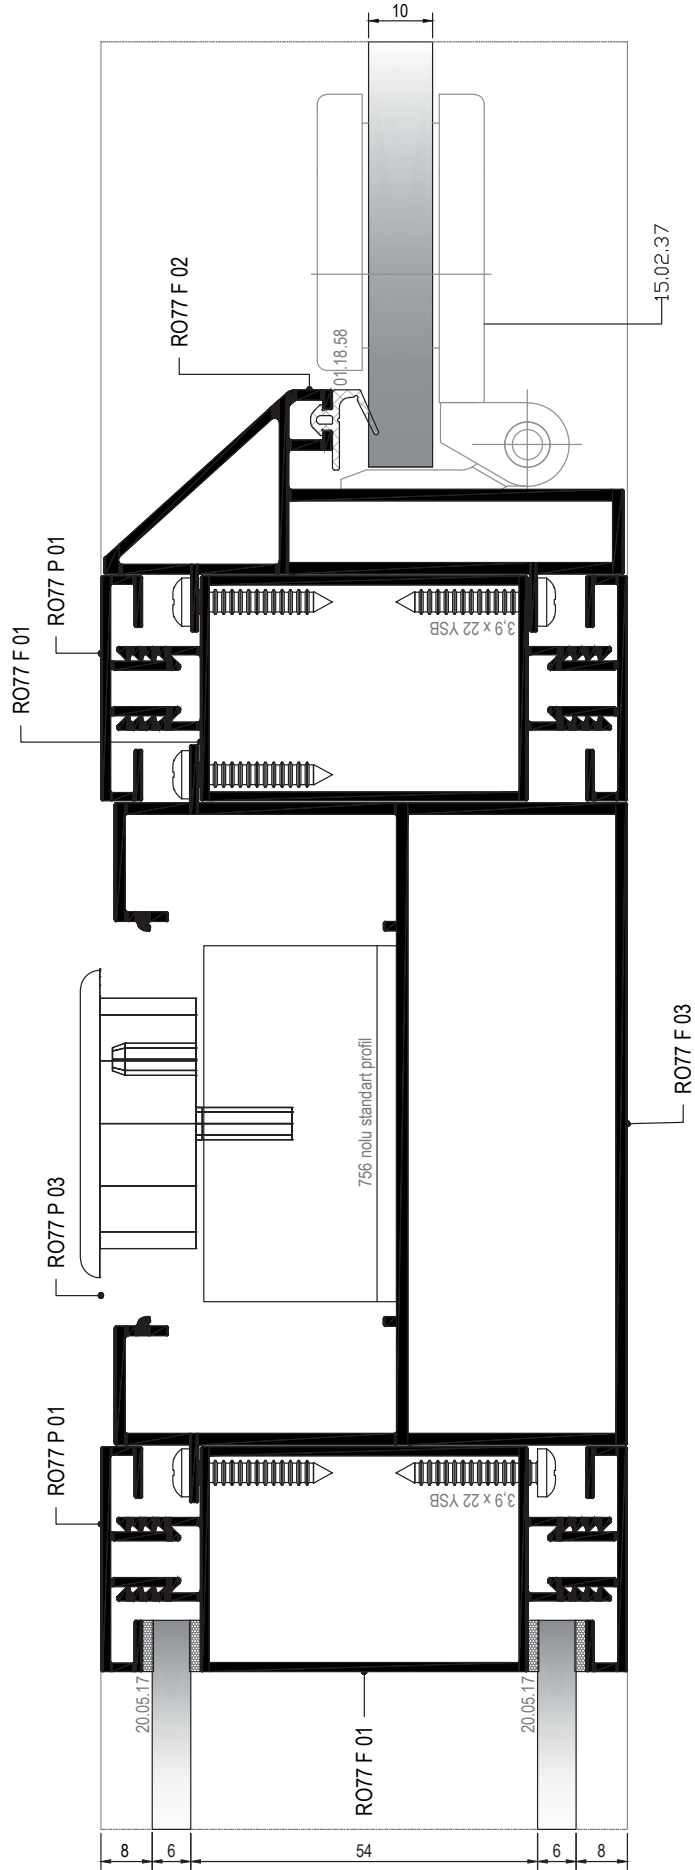 10
15.02.37
RO77 F 02
01.18.58
RO77 P 01
RO77 F 01
3,9 x 22 YSB
756 nolu standart profil
RO77 F 03
RO77 P 03
RO77 P 01
3,9 x 22 YSB
20.05.17
20.05.17
RO77 F 01
8
6
54
6
8